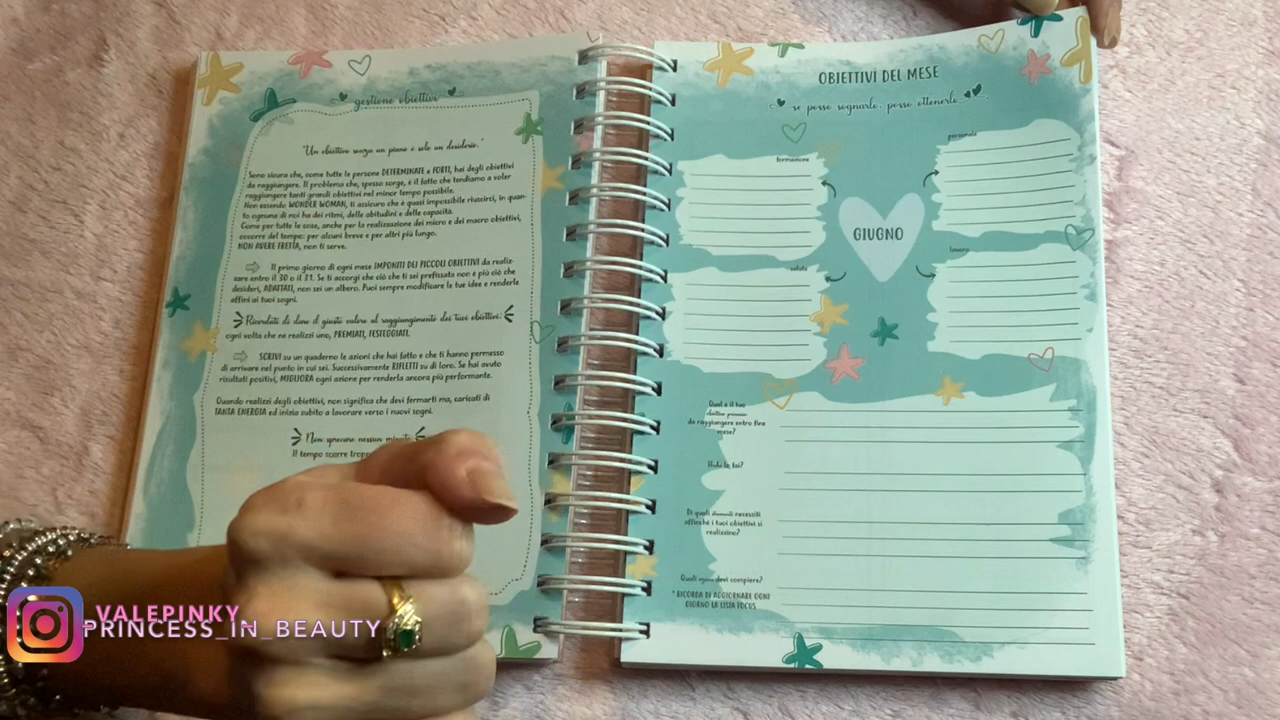 gestione obiettivi
"Un obiettivo senza un piano è solo un desiderio."
Sono sicura che, come tutte le persone DETERMINATE e FORTI, hai degli obiettivi
da raggiungere. Il problema che, spesso sorge, è il fatto che tendiamo a voler
raggiungere tanti grandi obiettivi nel minor tempo possibile.
Non essendo WONDER WOMAN, ti assicuro che è quasi impossibile riuscirci, in quan-
to ognuna di noi ha dei ritmi, delle abitudini e delle capacità.
Come per tutte le cose, anche per la realizzazione dei micro e dei macro obiettivi,
occorre del tempo: per alcuni breve e per altri più lungo.
NON AVERE FRETTA, non ti serve.
Il primo giorno di ogni mese IMPONITI DEI PICCOLI OBIETTIVI da realiz-
zare entro il 30 o il 31. Se ti accorgi che ciò che ti sei prefissata non è più ciò che
desideri, ADATTATI, non sei un albero. Puoi sempre modificare le tue idee e renderle
affini ai tuoi sogni.
Ricordati di dare il giusto valore al raggiungimento dei tuoi obiettivi:
ogni volta che ne realizzi uno, PREMIATI, FESTEGGIATI.
SCRIVI su un quaderno le azioni che hai fatto e che ti hanno permesso
di arrivare nel punto in cui sei. Successivamente RIFLETTI su di loro. Se hai avuto
risultati positivi, MIGLIORA ogni azione per renderla ancora più performante.
Quando realizzi degli obiettivi, non significa che devi fermarti ma, caricati di
TANTA ENERGIA ed inizia subito a lavorare verso i nuovi sogni.
Non sprecare nessun minuto
Il tempo scorre
OBIETTIVI DEL MESE
se posso sognarlo, posso ottenerlo
formazione
personale
GIUGNO
salute
lavoro
Qual è il tuo
obiettivo primario
da raggiungere entro fine
mese?
Di quali strumenti necessiti
affinché i tuoi obiettivi si
realizzino?
Quali azioni devi compiere?
* RICORDA DI AGGIORNARE OGNI
GIORNO LA LISTA FOCUS
VALEPINKY_
PRINCESS_IN_BEAUTY